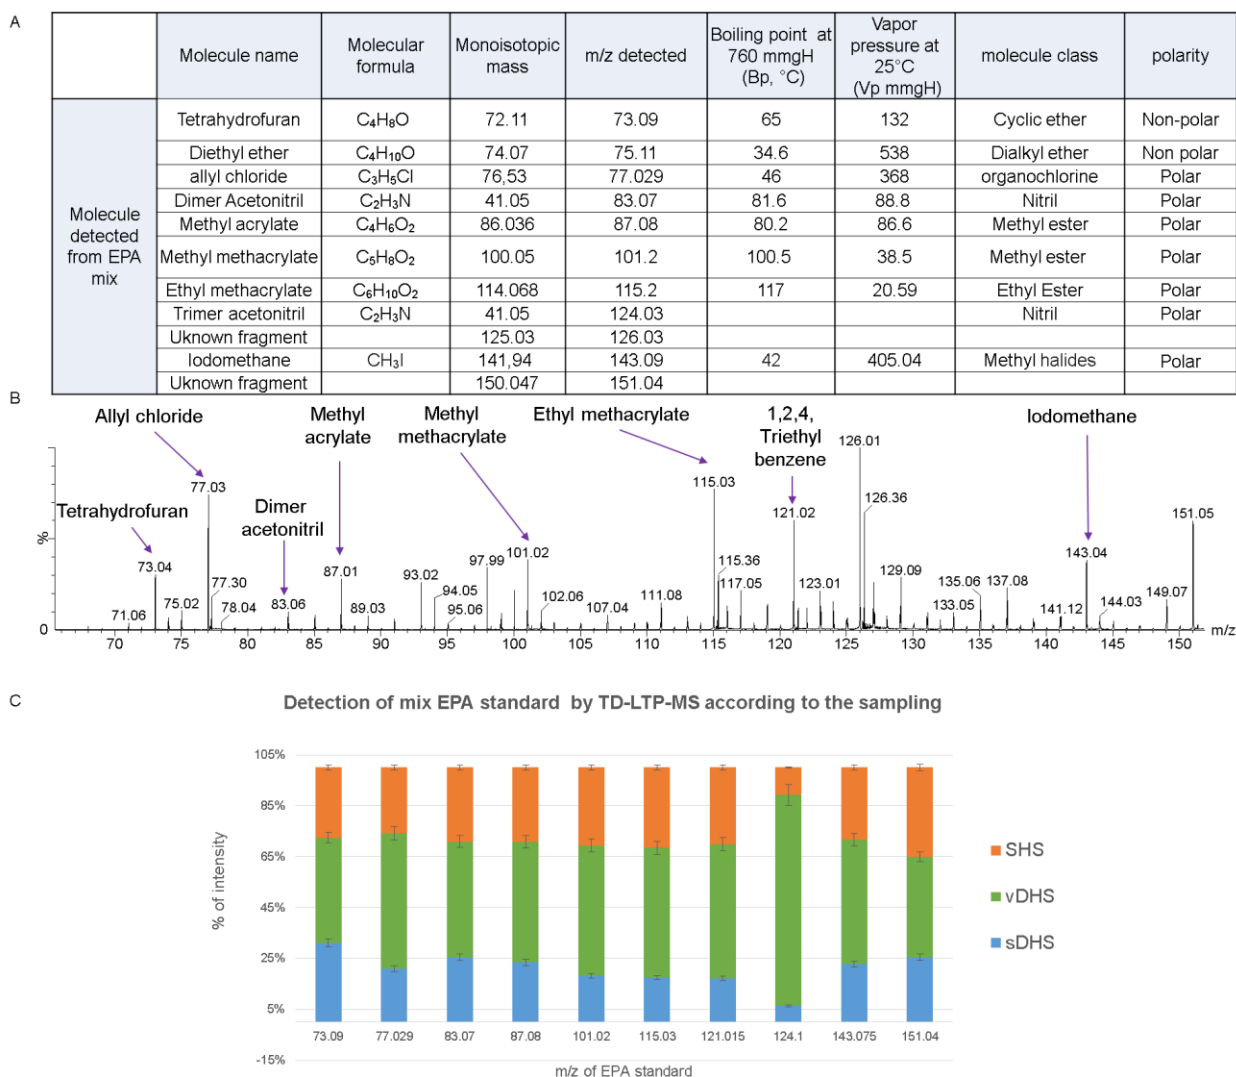 A
Molecule name
Molecular formula
Monoisotopic mass
m/z detected
Boiling point at 760 mmgH (Bp, °C)
Vapor pressure at 25°C (Vp mmgH)
molecule class
polarity
Molecule detected from EPA mix
Tetrahydrofuran C₄H₈O 72.11 73.09 65 132 Cyclic ether Non-polar
Diethyl ether C₄H₁₀O 74.07 75.11 34.6 538 Dialkyl ether Non polar
allyl chloride C₃H₅Cl 76,53 77.029 46 368 organochlorine Polar
Dimer Acetonitril C₂H₃N 41.05 83.07 81.6 88.8 Nitril Polar
Methyl acrylate C₄H₆O₂ 86.036 87.08 80.2 86.6 Methyl ester Polar
Methyl methacrylate C₅H₈O₂ 100.05 101.2 100.5 38.5 Methyl ester Polar
Ethyl methacrylate C₆H₁₀O₂ 114.068 115.2 117 20.59 Ethyl Ester Polar
Trimer acetonitril C₂H₃N 41.05 124.03 Nitril Polar
Uknown fragment 125.03 126.03
Iodomethane CH₃I 141,94 143.09 42 405.04 Methyl halides Polar
Uknown fragment 150.047 151.04
B
Allyl chloride
Methyl acrylate
Methyl methacrylate
Ethyl methacrylate
1,2,4, Triethyl benzene
Iodomethane
Tetrahydrofuran
Dimer acetonitril
%
0
71.06
73.04
75.02
77.03
77.30
78.04
83.06
87.01
89.03
93.02
94.05
95.06
97.99
101.02
102.06
107.04
111.08
115.03
115.36
117.05
121.02
123.01
126.01
126.36
129.09
133.05
135.06
137.08
141.12
143.04
144.03
149.07
151.05
70 75 80 85 90 95 100 105 110 115 120 125 130 135 140 145 150 m/z
C
Detection of mix EPA standard by TD-LTP-MS according to the sampling
% of intensity
105%
85%
65%
45%
25%
5%
-15%
73.09 77.029 83.07 87.08 101.02 115.03 121.015 124.1 143.075 151.04
m/z of EPA standard
SHS
vDHS
sDHS